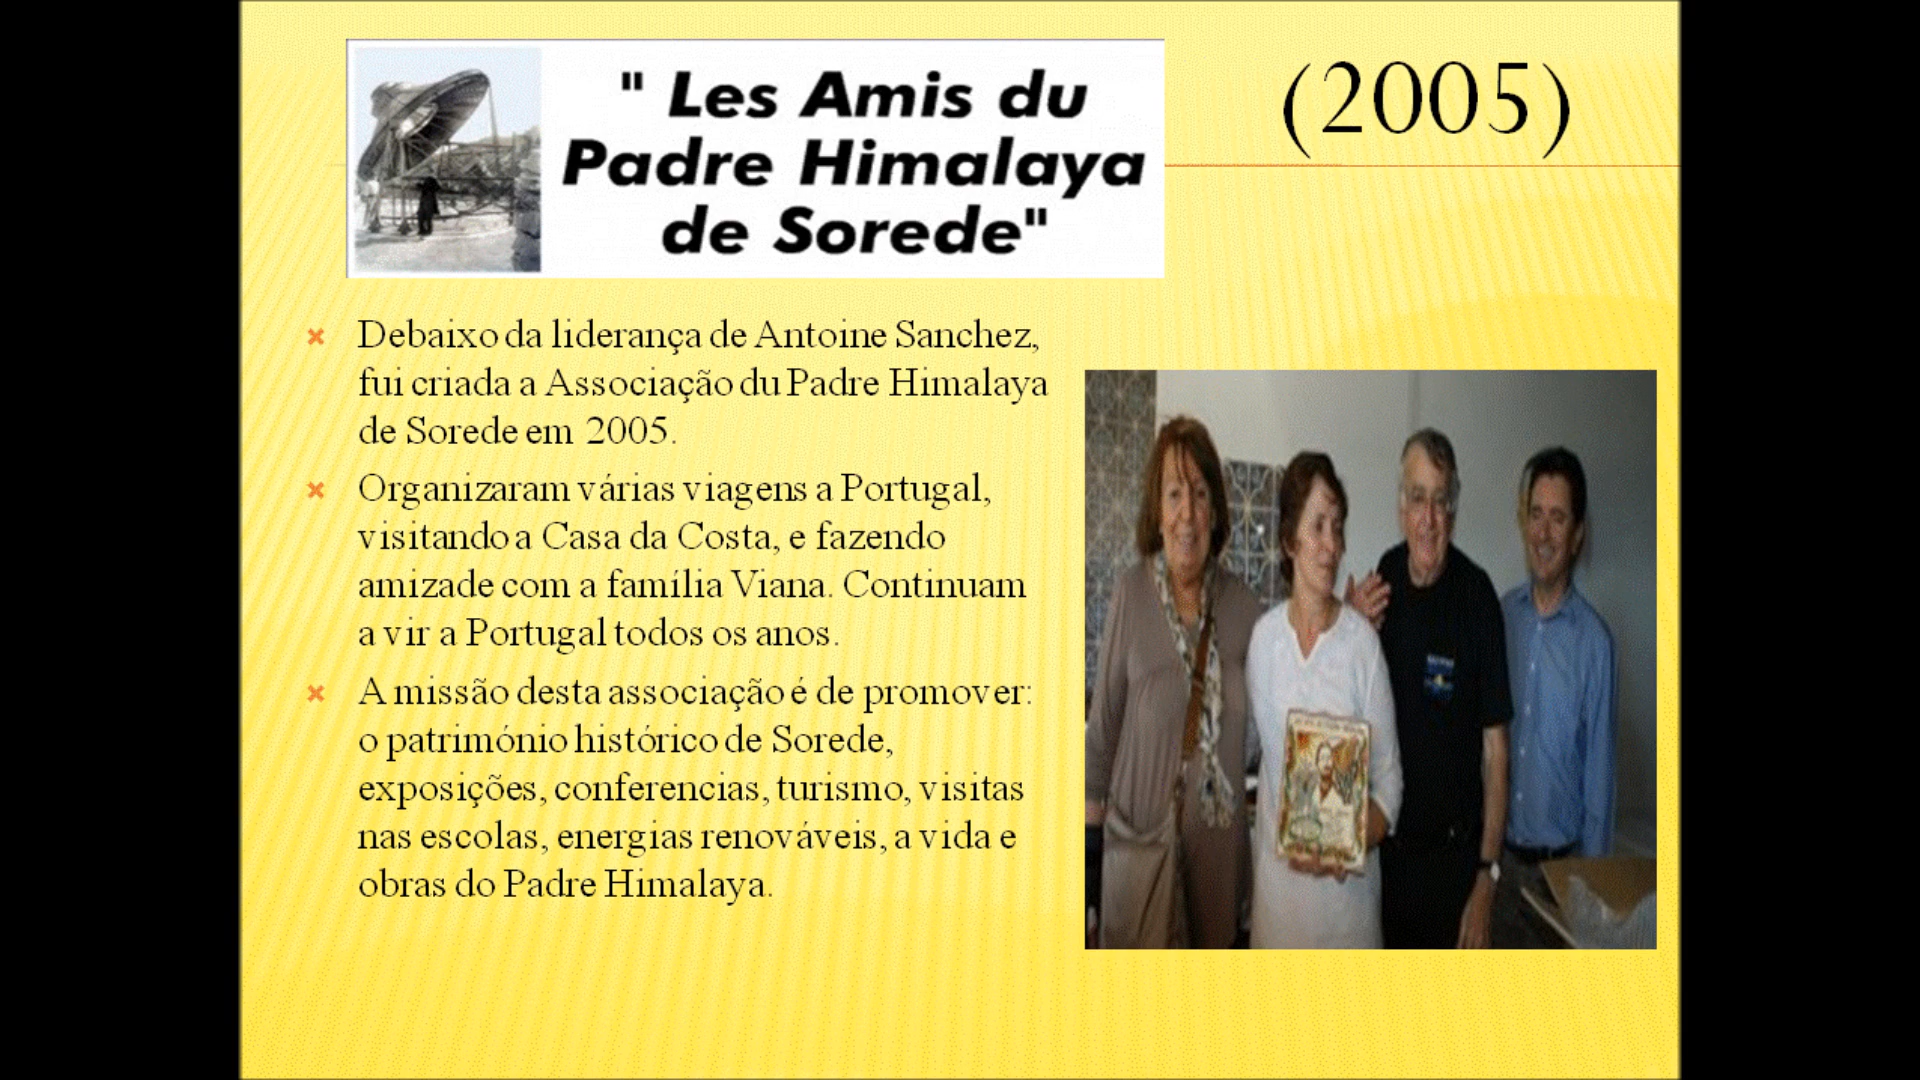 " Les Amis du
Padre Himalaya
de Sorede"
(2005)
Debaixo da liderança de Antoine Sanchez,
fui criada a Associação du Padre Himalaya
de Sorede em 2005.
Organizaram várias viagens a Portugal,
visitando a Casa da Costa, e fazendo
amizade com a família Viana. Continuam
a vir a Portugal todos os anos.
A missão desta associação é de promover:
o património histórico de Sorede,
exposições, conferencias, turismo, visitas
nas escolas, energias renováveis, a vida e
obras do Padre Himalaya.